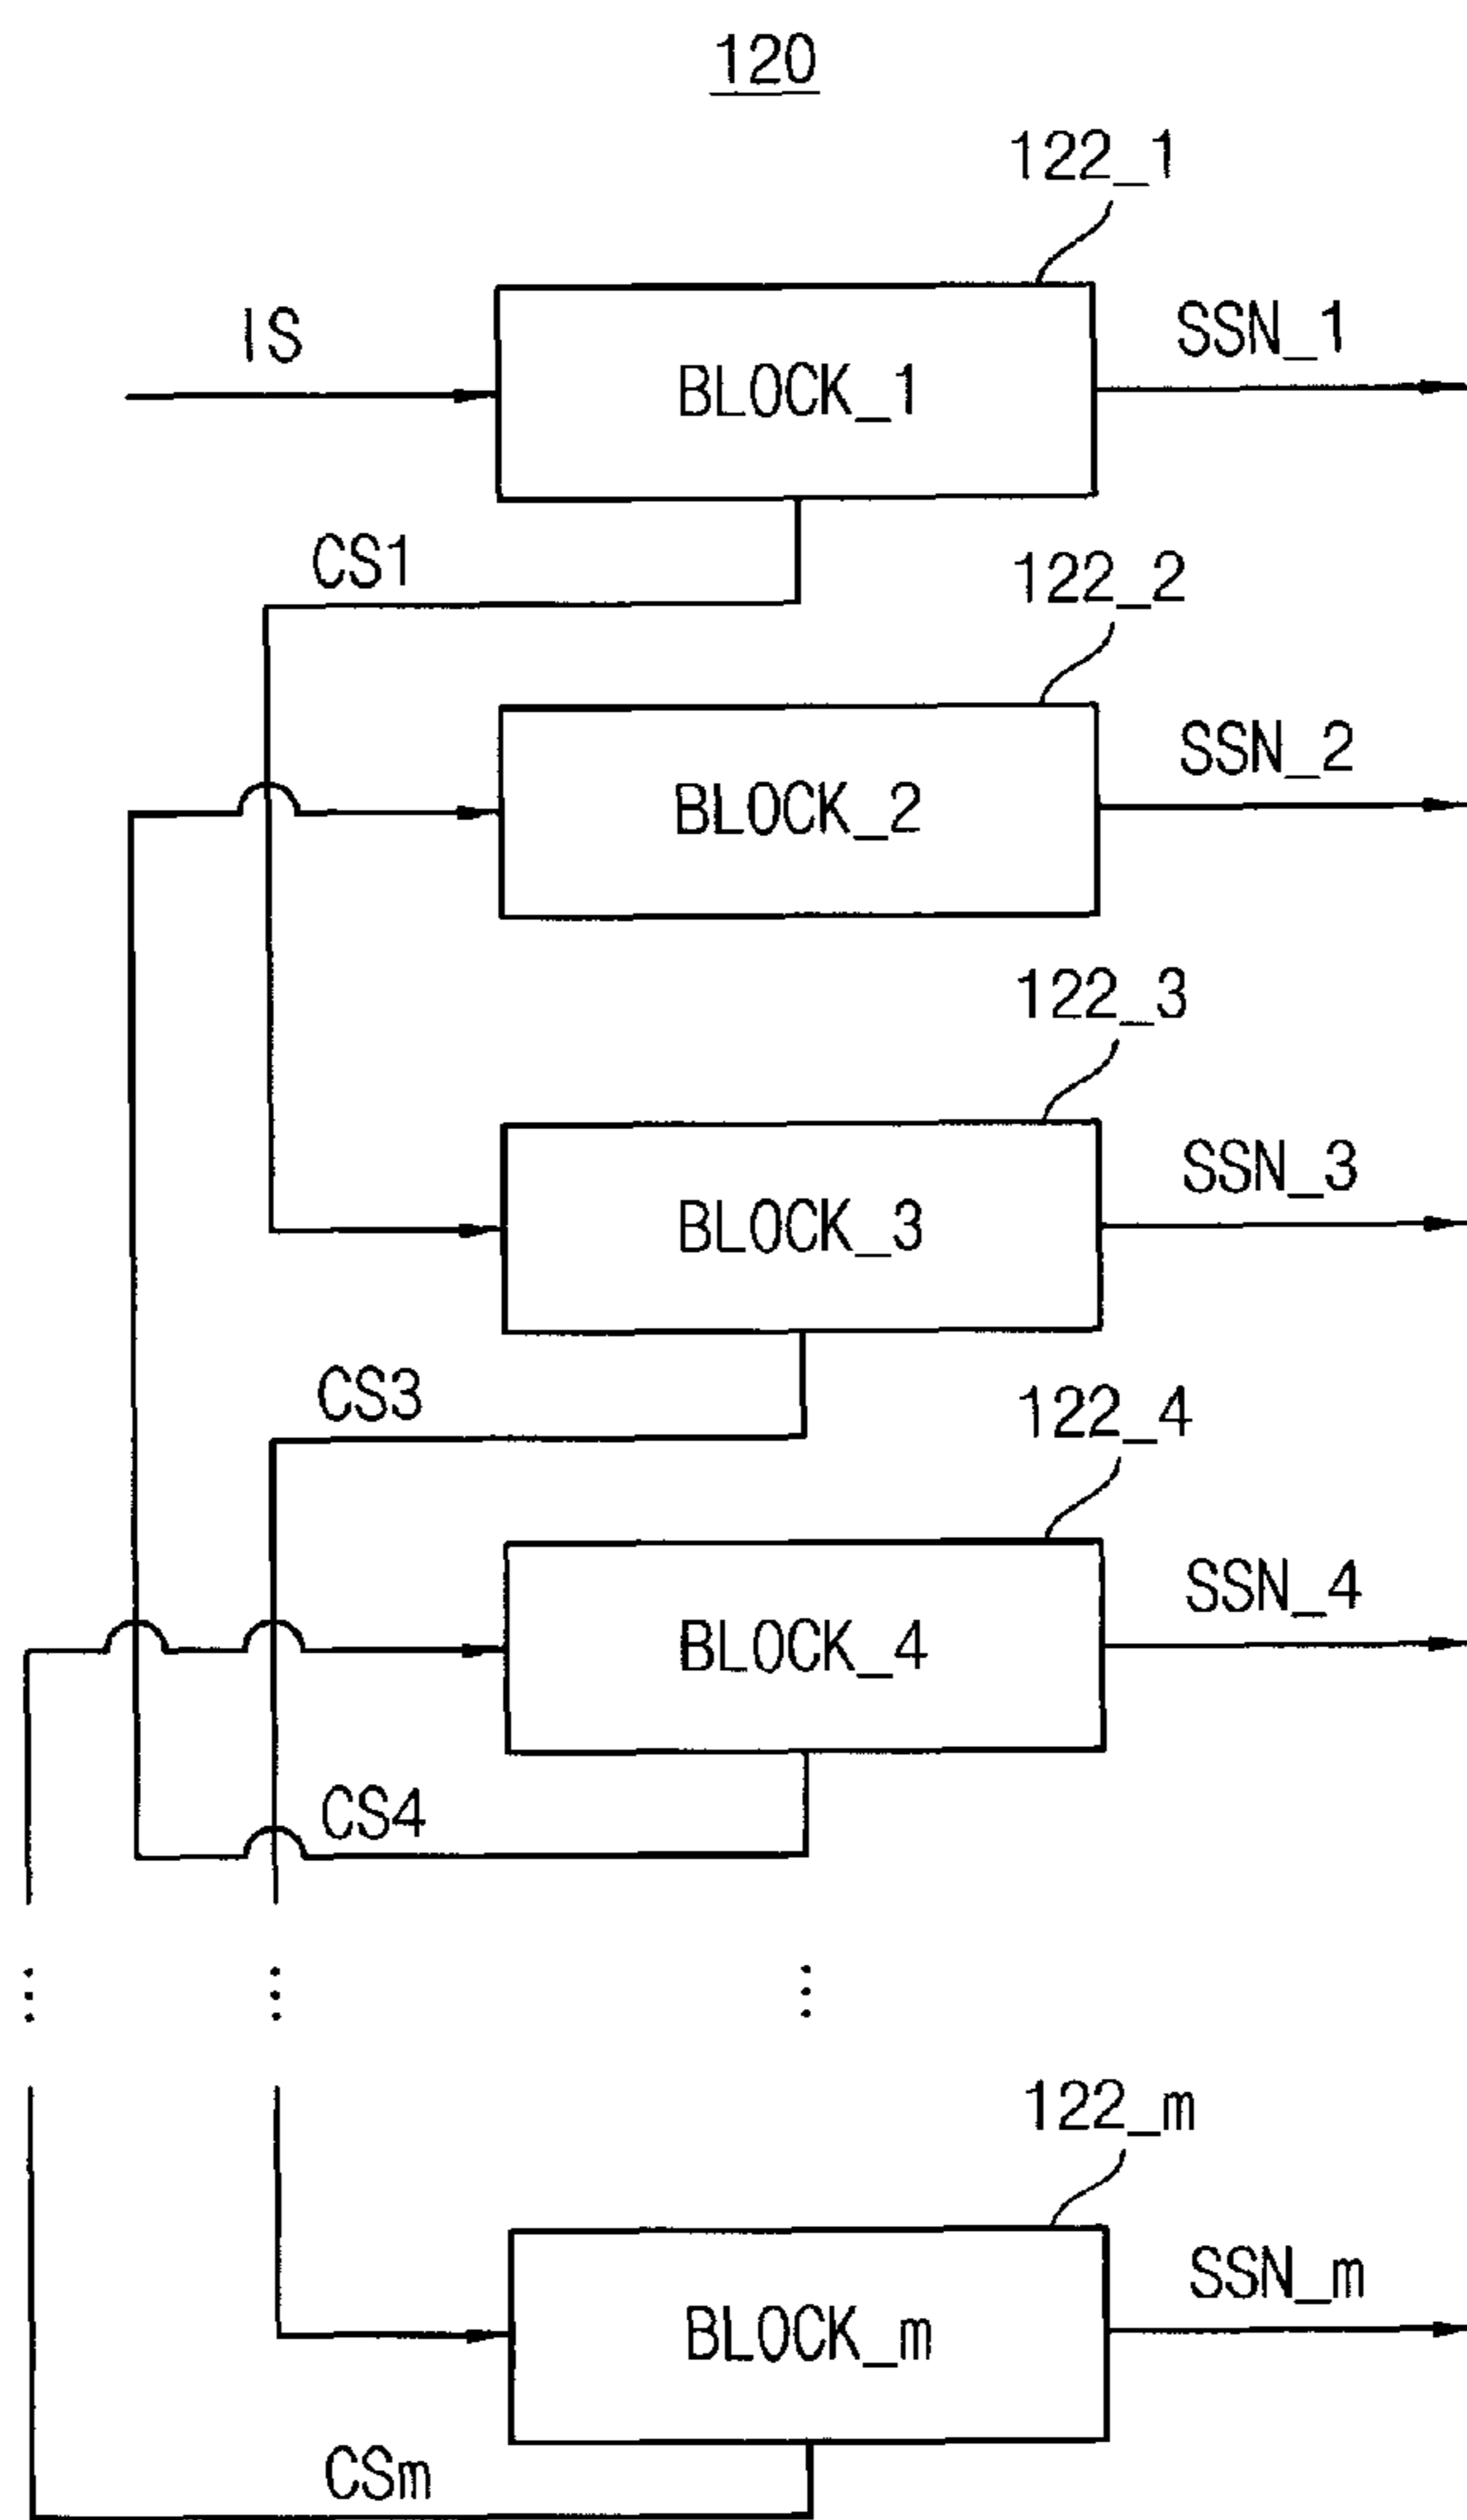 120
122_1
IS
BLOCK_1
SSN_1
CS1
122_2
BLOCK_2
SSN_2
122_3
BLOCK_3
SSN_3
CS3
122_4
BLOCK_4
SSN_4
CS4
122_m
BLOCK_m
SSN_m
CSm